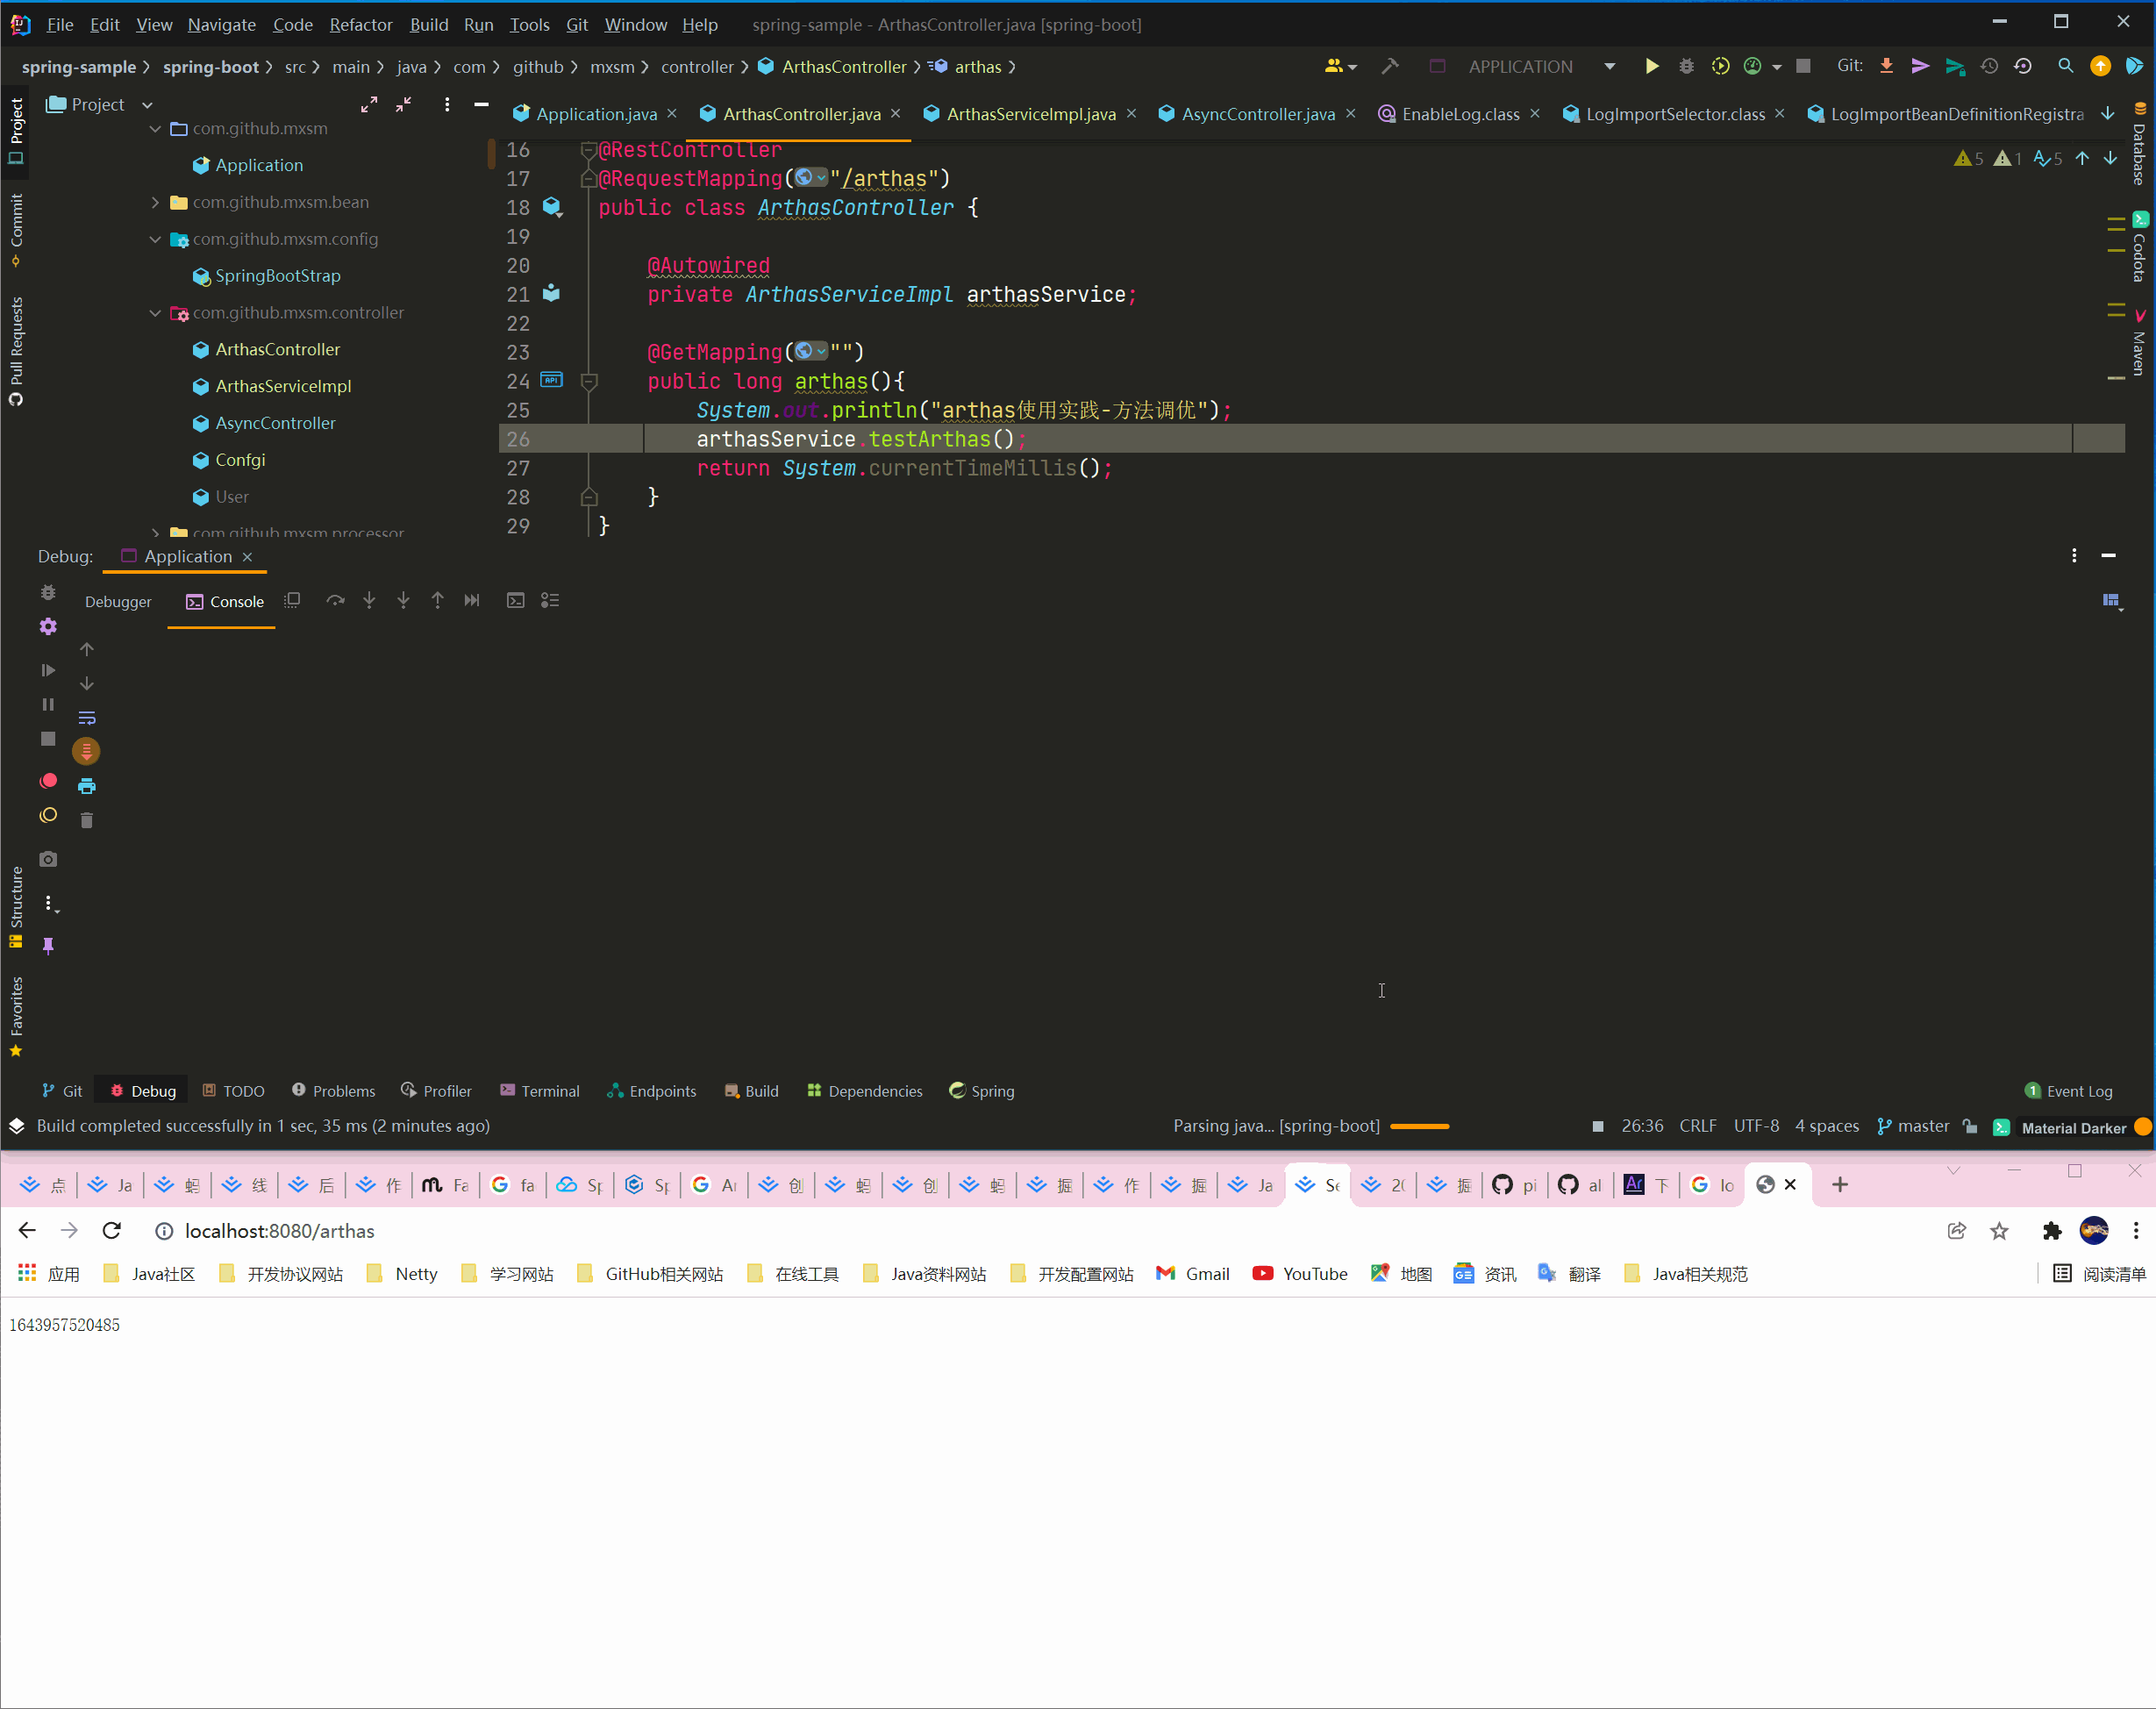 File Edit View Navigate Code Refactor Build Run Tools Git Window Help spring-sample - ArthasController.java [spring-boot]
spring-sample spring-boot src main java com github mxsm controller ArthasController arthas APPLICATION Git:
Project
Application.java ArthasController.java ArthasServiceImpl.java AsyncController.java EnableLog.class LogImportSelector.class LogImportBeanDefinitionRegistra
com.github.mxsm
Application
com.github.mxsm.bean
com.github.mxsm.config
SpringBootStrap
com.github.mxsm.controller
ArthasController
ArthasServiceImpl
AsyncController
Confgi
User
com.github.mxsm.processor
Project
Commit
Pull Requests
Structure
Favorites
5 1 5
16 @RestController
17 @RequestMapping("/arthas")
18 public class ArthasController {
19
20 @Autowired
21 private ArthasServiceImpl arthasService;
22
23 @GetMapping("")
24 public long arthas(){
25 System.out.println("arthas使用实践-方法调优");
26 arthasService.testArthas();
27 return System.currentTimeMillis();
28 }
29 }
Database
Codota
Maven
Debug: Application
Debugger Console
Git Debug TODO Problems Profiler Terminal Endpoints Build Dependencies Spring 1 Event Log
Build completed successfully in 1 sec, 35 ms (2 minutes ago) Parsing java... [spring-boot] 26:36 CRLF UTF-8 4 spaces master Material Darker
点 Ja 蚂 线 后 作 Fa fa Sp Sp Ar 创 蚂 创 蚂 掘 作 掘 Ja Se 20 掘 pi al Ar 下 lo
localhost:8080/arthas
应用 Java社区 开发协议网站 Netty 学习网站 GitHub相关网站 在线工具 Java资料网站 开发配置网站 Gmail YouTube 地图 资讯 翻译 Java相关规范 阅读清单
1643957520485